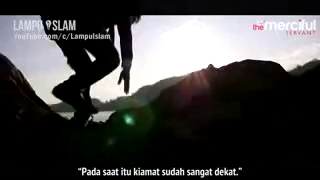 LAMPU ISLAM
YouTube.com/c/LampuIslam
the merciful
SERVANT
“Pada saat itu kiamat sudah sangat dekat.”